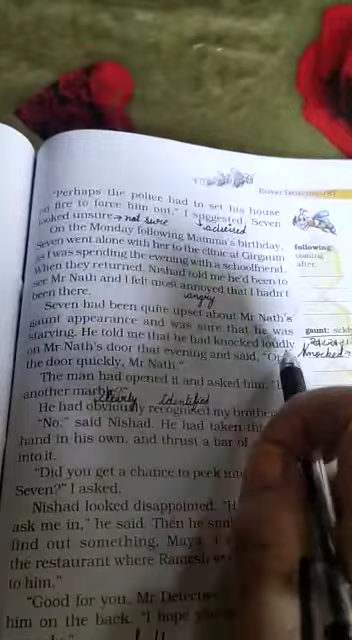 "Perhaps the police had to set his house
on fire to force him out," I suggested. Seven
looked unsure → not sure advised
On the Monday following Mamma's birthday,
Seven went alone with her to the clinic at Girgaum
as I was spending the evening with a schoolfriend.
When they returned, Nishad told me he'd been to
see Mr Nath and I felt most annoyed that I hadn't
been there. angry
Seven had been quite upset about Mr Nath's
gaunt appearance and was sure that he was
starving. He told me that he had knocked loudly
on Mr Nath's door that evening and said,
the door quickly, Mr Nath."
The man had opened it and asked him,
another
clearly Identified
He had obviously recognised my
"No," said Nishad. He had taken
hand in his own, and thrust a bar of
into it.
"Did you get a chance to peek
Seven?" I asked.
Nishad looked disappointed.
ask me in," he said. Then he
find out something, Maya. I
the restaurant where Ramesh
to him."
"Good for you, Mr
him on the back. "I hope
following:
coming
after
gaunt:
Knocked